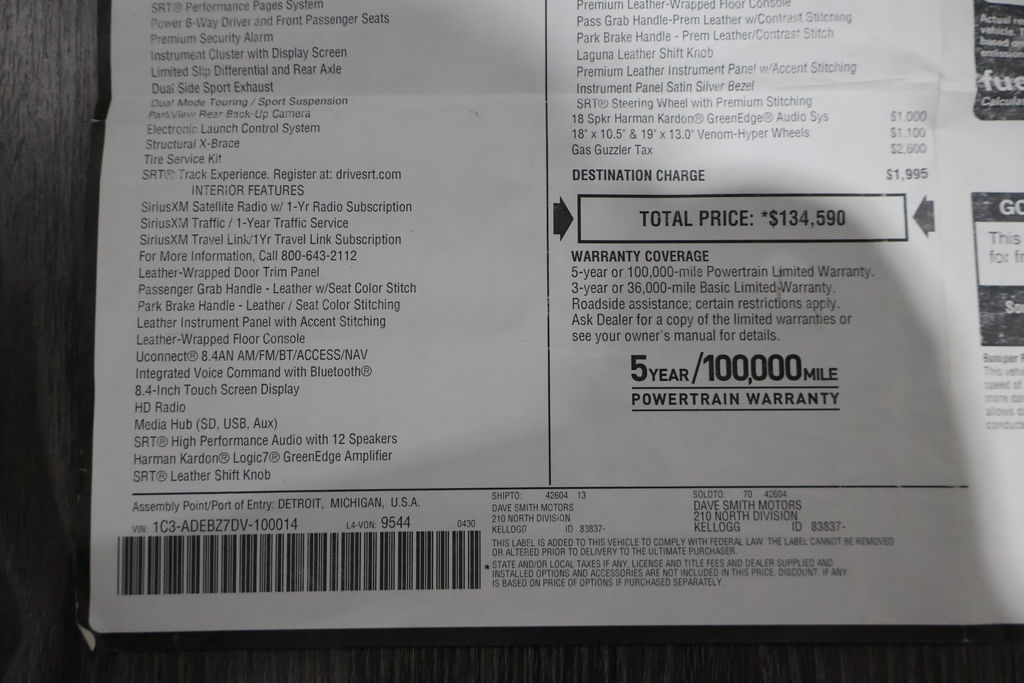 SRT® Performance Pages System
Power 6-Way Driver and Front Passenger Seats
Premium Security Alarm
Instrument Cluster with Display Screen
Limited Slip Differential and Rear Axle
Dual Side Sport Exhaust
Dual Mode Touring / Sport Suspension
ParkView Rear Back-Up Camera
Electronic Launch Control System
Structural X-Brace
Tire Service Kit
SRT® Track Experience. Register at: drivesrt.com
INTERIOR FEATURES
SiriusXM Satellite Radio w/ 1-Yr Radio Subscription
SiriusXM Traffic / 1-Year Traffic Service
SiriusXM Travel Link/1Yr Travel Link Subscription
For More Information, Call 800-643-2112
Leather-Wrapped Door Trim Panel
Passenger Grab Handle - Leather w/Seat Color Stitch
Park Brake Handle - Leather / Seat Color Stitching
Leather Instrument Panel with Accent Stitching
Leather-Wrapped Floor Console
Uconnect® 8.4AN AM/FM/BT/ACCESS/NAV
Integrated Voice Command with Bluetooth®
8.4-Inch Touch Screen Display
HD Radio
Media Hub (SD, USB, Aux)
SRT® High Performance Audio with 12 Speakers
Harman Kardon® Logic7® GreenEdge Amplifier
SRT® Leather Shift Knob
Premium Leather-Wrapped Floor Console
Pass Grab Handle-Prem Leather w/Contrast Stitching
Park Brake Handle - Prem Leather/Contrast Stitch
Laguna Leather Shift Knob
Premium Leather Instrument Panel w/Accent Stitching
Instrument Panel Satin Silver Bezel
SRT® Steering Wheel with Premium Stitching
18 Spkr Harman Kardon® GreenEdge® Audio Sys $1,000
18" x 10.5" & 19" x 13.0" Venom-Hyper Wheels $1,100
Gas Guzzler Tax $2,600
DESTINATION CHARGE $1,995
TOTAL PRICE: *$134,590
WARRANTY COVERAGE
5-year or 100,000-mile Powertrain Limited Warranty.
3-year or 36,000-mile Basic Limited Warranty.
Roadside assistance; certain restrictions apply.
Ask Dealer for a copy of the limited warranties or
see your owner's manual for details.
5 YEAR/100,000 MILE
POWERTRAIN WARRANTY
Assembly Point/Port of Entry: DETROIT, MICHIGAN, U.S.A.
VIN: 1C3-ADEBZ7DV-100014 L4-VON: 9544 0430
SHIPTO: 42604 13
DAVE SMITH MOTORS
210 NORTH DIVISION
KELLOGG ID 83837-
SOLDTO: 70 42604
DAVE SMITH MOTORS
210 NORTH DIVISION
KELLOGG ID 83837-
THIS LABEL IS ADDED TO THIS VEHICLE TO COMPLY WITH FEDERAL LAW. THE LABEL CANNOT BE REMOVED
OR ALTERED PRIOR TO DELIVERY TO THE ULTIMATE PURCHASER.
* STATE AND/OR LOCAL TAXES IF ANY, LICENSE AND TITLE FEES AND DEALER SUPPLIED AND
INSTALLED OPTIONS AND ACCESSORIES ARE NOT INCLUDED IN THIS PRICE. DISCOUNT, IF ANY,
IS BASED ON PRICE OF OPTIONS IF PURCHASED SEPARATELY.
Actual
vehicle.
This
for
This
speed of
allows